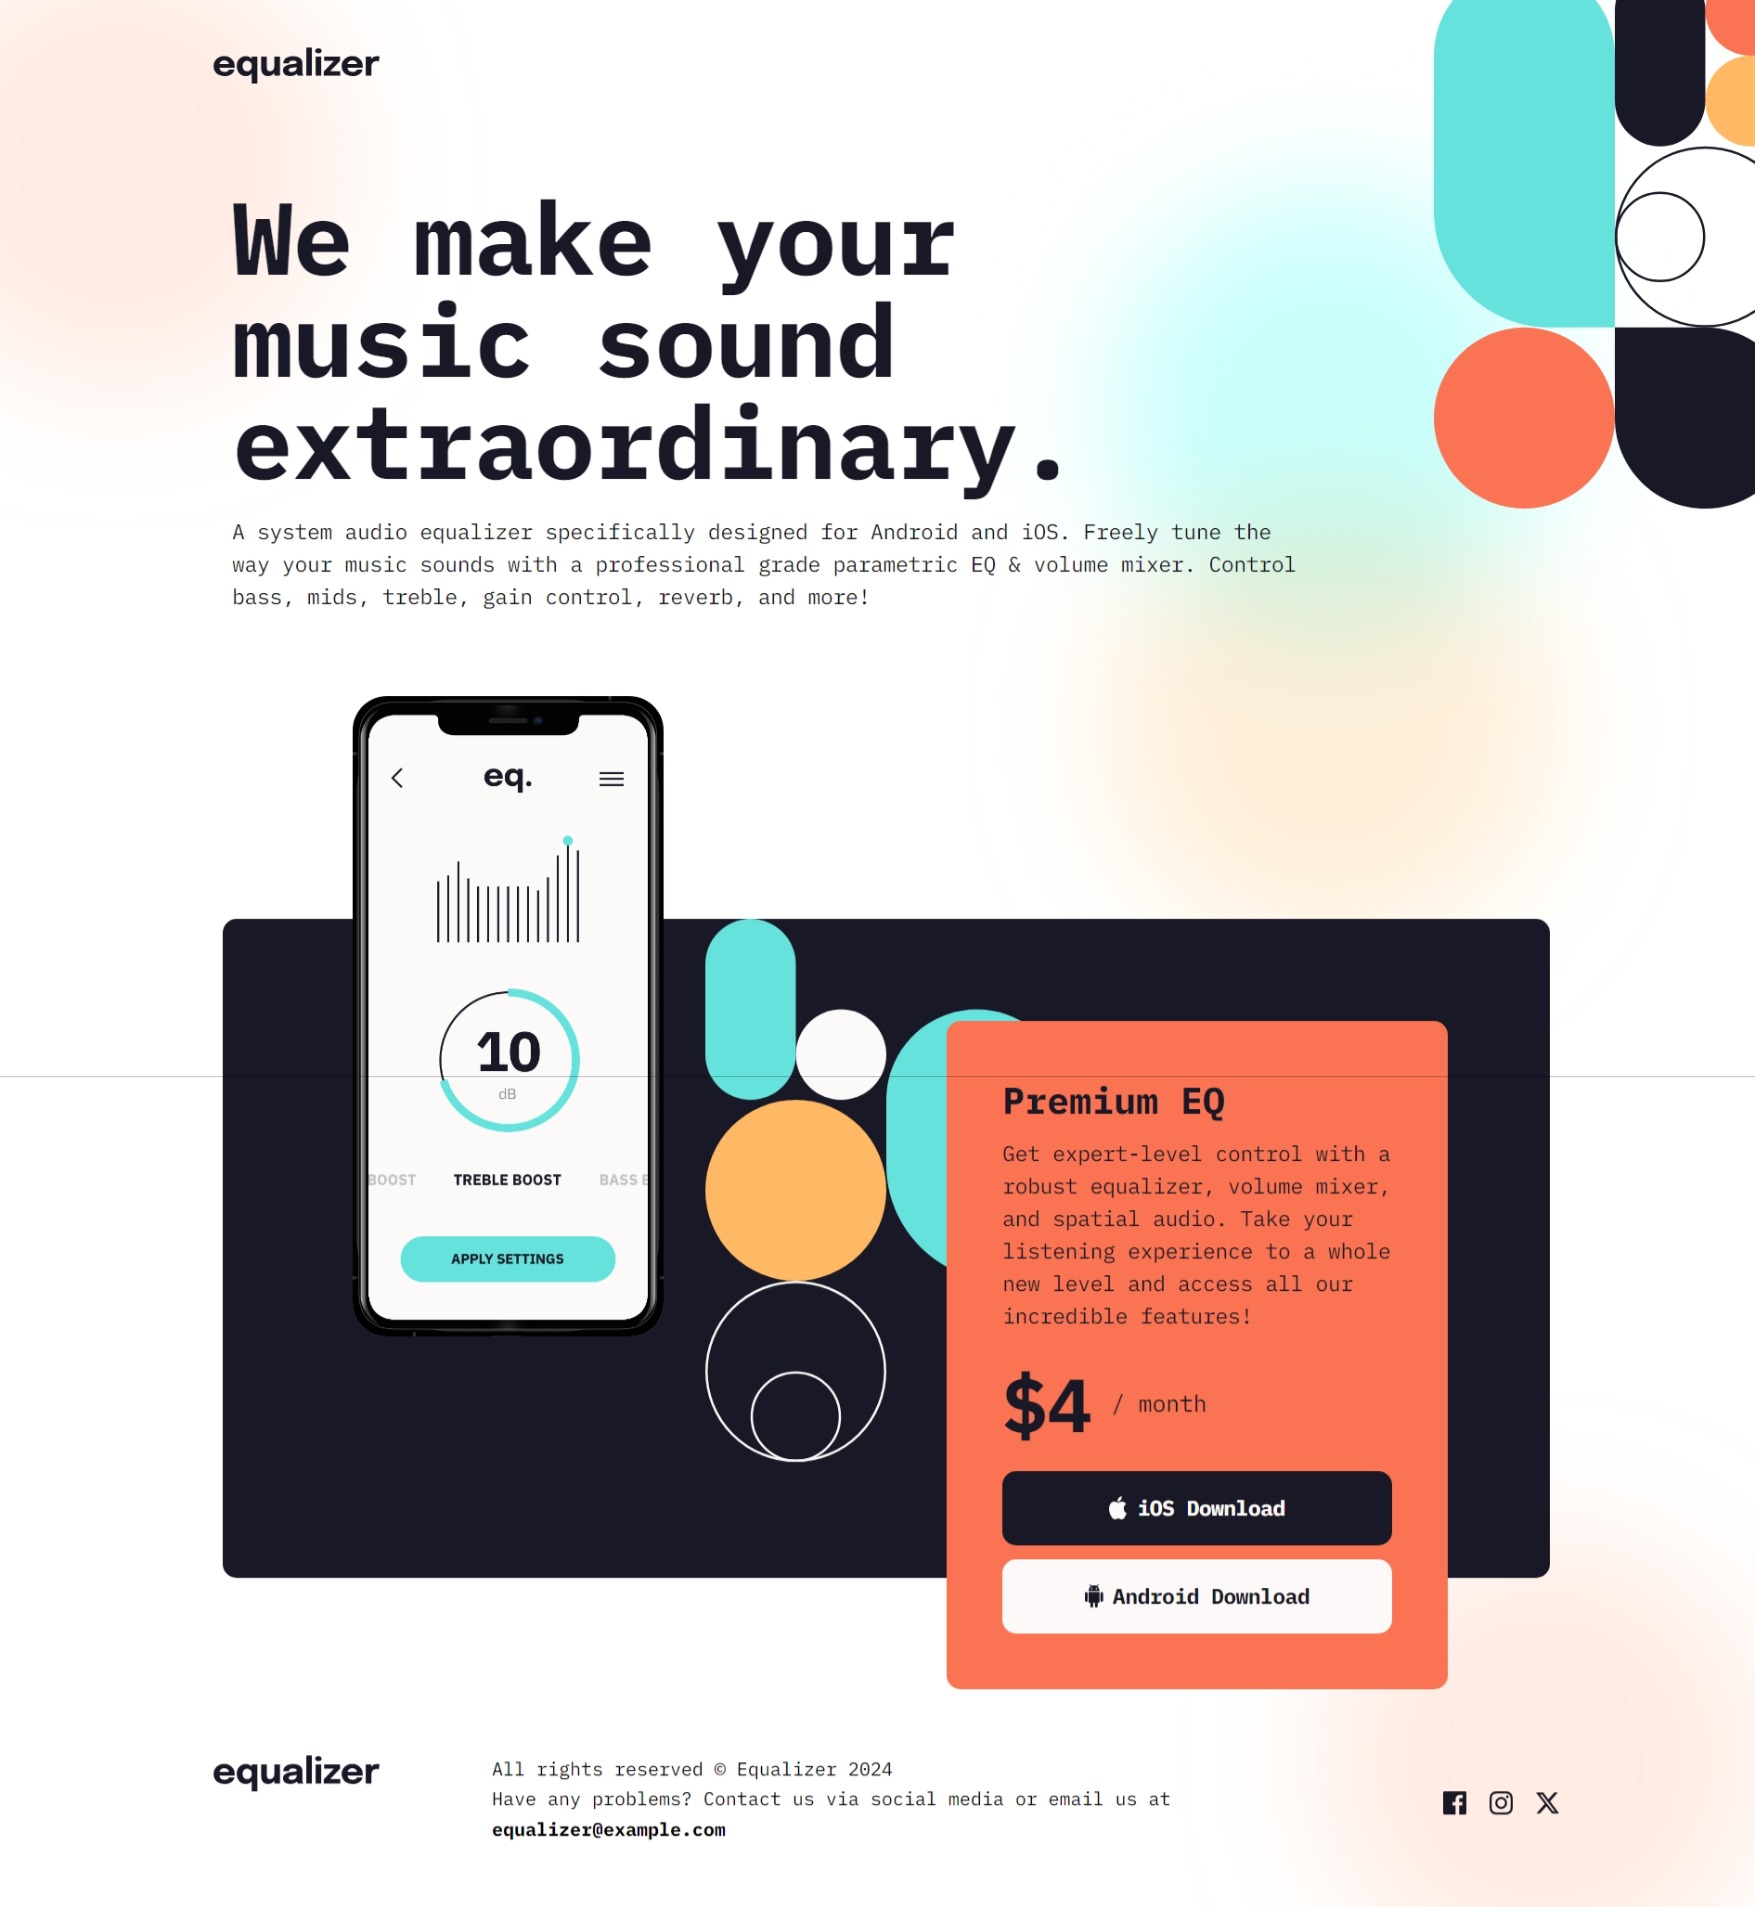 equalizer
We make your
music sound
extraordinary.
A system audio equalizer specifically designed for Android and iOS. Freely tune the
way your music sounds with a professional grade parametric EQ & volume mixer. Control
bass, mids, treble, gain control, reverb, and more!
eq.
10
dB
BOOST TREBLE BOOST BASS B
APPLY SETTINGS
Premium EQ
Get expert-level control with a
robust equalizer, volume mixer,
and spatial audio. Take your
listening experience to a whole
new level and access all our
incredible features!
$4 / month
iOS Download
Android Download
equalizer
All rights reserved © Equalizer 2024
Have any problems? Contact us via social media or email us at
equalizer@example.com